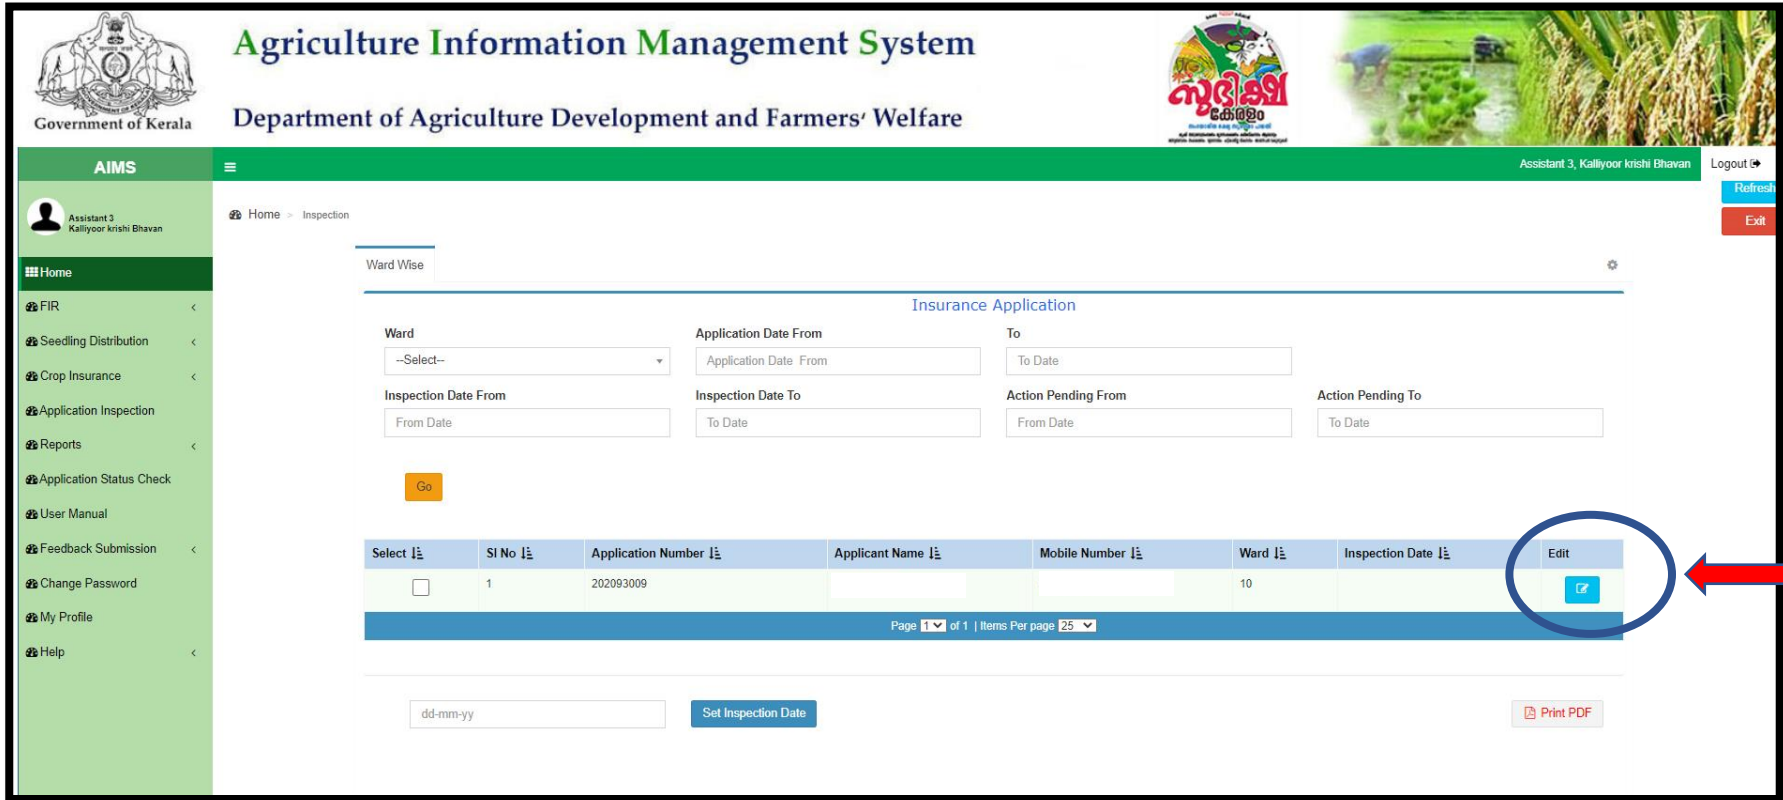 Agriculture Information Management System
Department of Agriculture Development and Farmers' Welfare
Government of Kerala
സുഭിക്ഷ
കേരളം
AIMS
Assistant 3, Kalliyoor krishi Bhavan
Logout
Refresh
Exit
Assistant 3
Kalliyoor krishi Bhavan
Home > Inspection
Home
FIR
Seedling Distribution
Crop Insurance
Application Inspection
Reports
Application Status Check
User Manual
Feedback Submission
Change Password
My Profile
Help
Ward Wise
Insurance Application
Ward Application Date From To
--Select-- Application Date From To Date
Inspection Date From Inspection Date To Action Pending From Action Pending To
From Date To Date From Date To Date
Go
Select Sl No Application Number Applicant Name Mobile Number Ward Inspection Date Edit
1 202093009 10
Page 1 of 1 | Items Per page 25
dd-mm-yy Set Inspection Date Print PDF